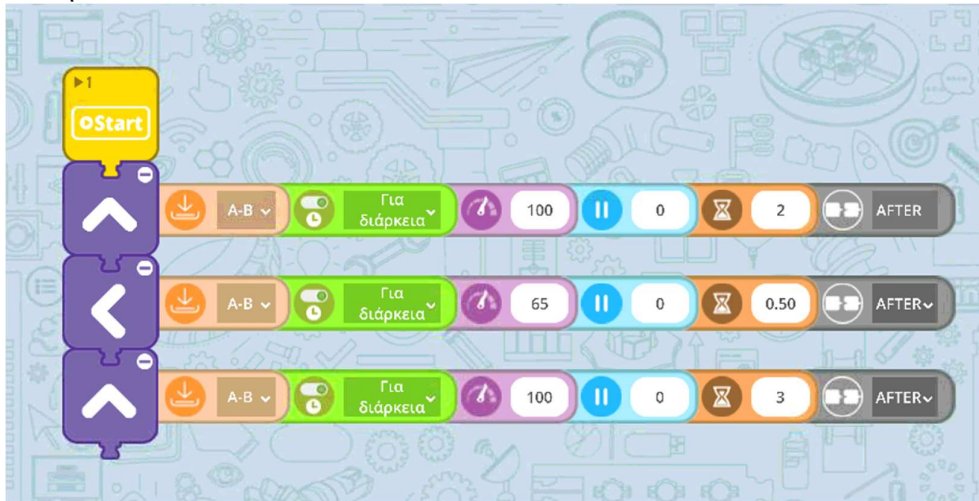 1
Start
A-B Για διάρκεια 100 0 2 AFTER
A-B Για διάρκεια 65 0 0.50 AFTER
A-B Για διάρκεια 100 0 3 AFTER